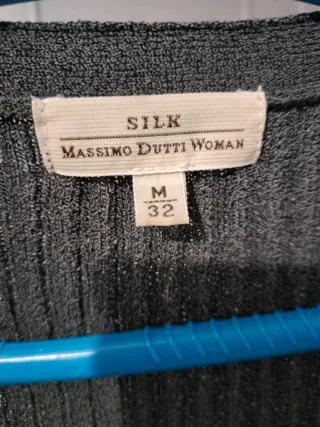 SILK
MASSIMO DUTTI WOMAN
M
32